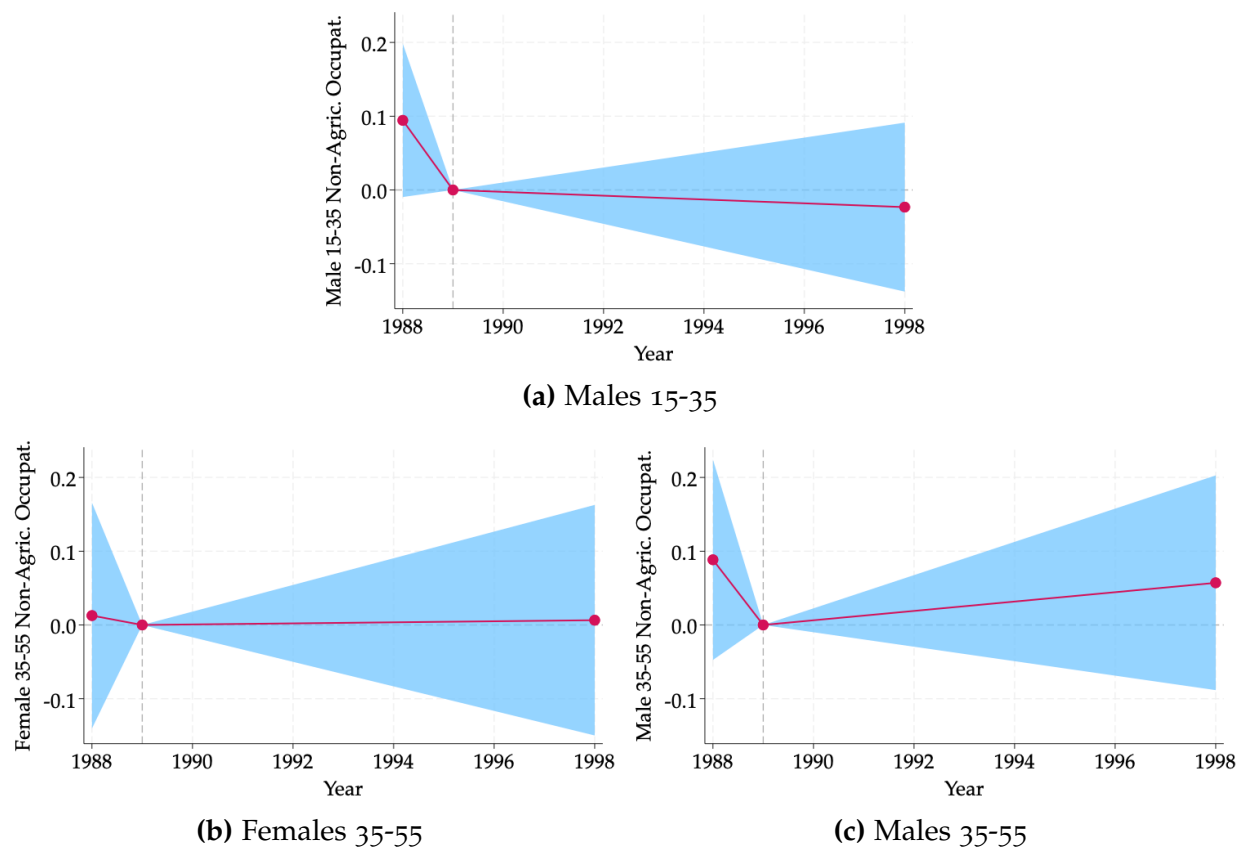 Male 15-35 Non-Agric. Occupat.
0.2
0.1
0.0
-0.1
1988 1990 1992 1994 1996 1998
Year
(a) Males 15-35
Female 35-55 Non-Agric. Occupat.
0.2
0.1
0.0
-0.1
1988 1990 1992 1994 1996 1998
Year
(b) Females 35-55
Male 35-55 Non-Agric. Occupat.
0.2
0.1
0.0
-0.1
1988 1990 1992 1994 1996 1998
Year
(c) Males 35-55